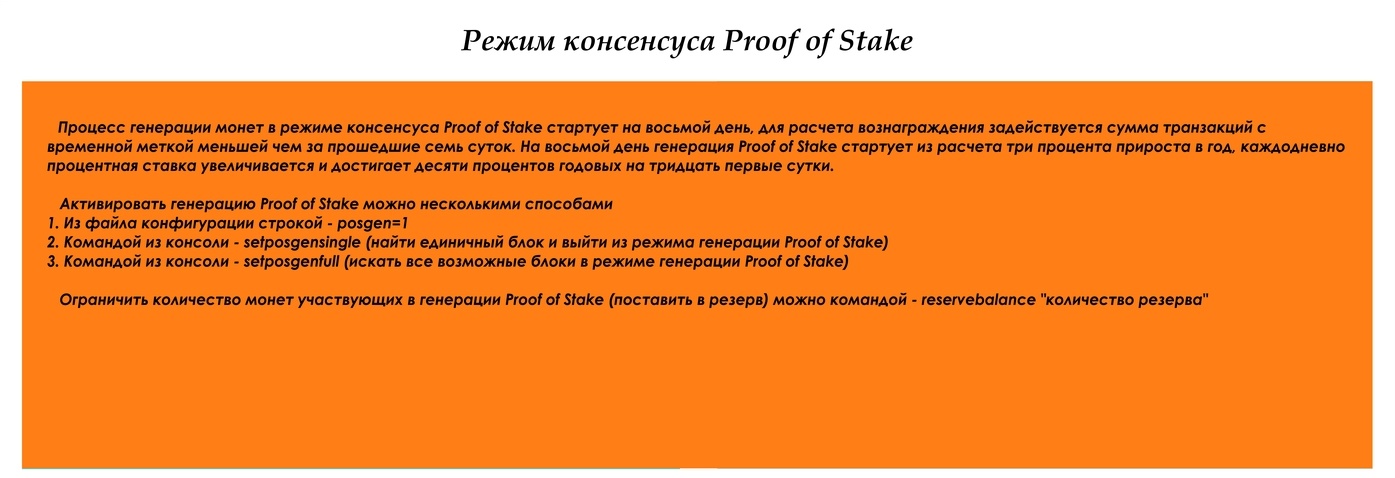 Режим консенсуса Proof of Stake
Процесс генерации монет в режиме консенсуса Proof of Stake стартует на восьмой день, для расчета вознаграждения задействуется сумма транзакций с
временной меткой меньшей чем за прошедшие семь суток. На восьмой день генерация Proof of Stake стартует из расчета три процента прироста в год, каждодневно
процентная ставка увеличивается и достигает десяти процентов годовых на тридцать первые сутки.
Активировать генерацию Proof of Stake можно несколькими способами
1. Из файла конфигурации строкой - posgen=1
2. Командой из консоли - setposgensingle (найти единичный блок и выйти из режима генерации Proof of Stake)
3. Командой из консоли - setposgenfull (искать все возможные блоки в режиме генерации Proof of Stake)
Ограничить количество монет участвующих в генерации Proof of Stake (поставить в резерв) можно командой - reservebalance "количество резерва"